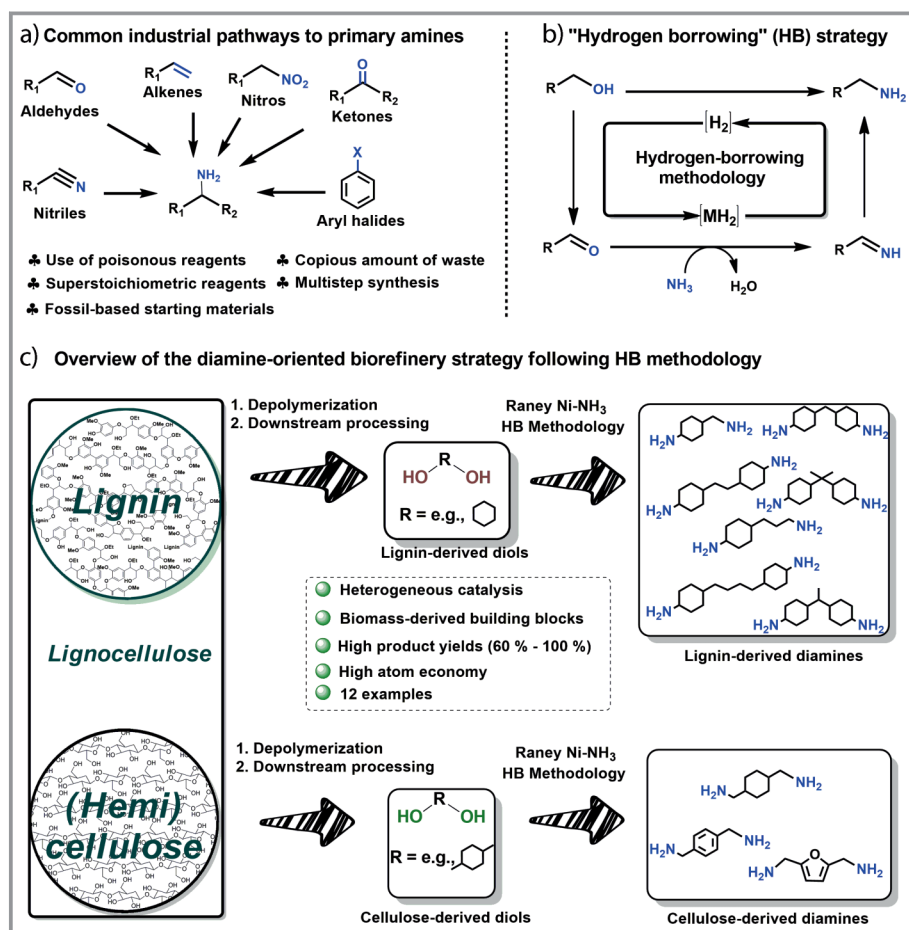 a) Common industrial pathways to primary amines
R1
O
Aldehydes
R1
Alkenes
R1
NO2
Nitros
O
R1
R2
Ketones
R1
N
Nitriles
NH2
R1
R2
X
Aryl halides
♣ Use of poisonous reagents
♣ Copious amount of waste
♣ Superstoichiometric reagents
♣ Multistep synthesis
♣ Fossil-based starting materials
b) "Hydrogen borrowing" (HB) strategy
R
OH
R
NH2
[H2]
Hydrogen-borrowing
methodology
[MH2]
R
O
NH3
H2O
R
NH
c) Overview of the diamine-oriented biorefinery strategy following HB methodology
Lignin
Lignocellulose
(Hemi)
cellulose
1. Depolymerization
2. Downstream processing
R
HO
OH
R = e.g.,
Lignin-derived diols
Raney Ni-NH3
HB Methodology
H2N
NH2
H2N
NH2
H2N
NH2
H2N
NH2
H2N
NH2
H2N
NH2
H2N
NH2
Lignin-derived diamines
Heterogeneous catalysis
Biomass-derived building blocks
High product yields (60 % - 100 %)
High atom economy
12 examples
1. Depolymerization
2. Downstream processing
R
HO
OH
R = e.g.,
Cellulose-derived diols
Raney Ni-NH3
HB Methodology
H2N
NH2
H2N
NH2
H2N
NH2
Cellulose-derived diamines